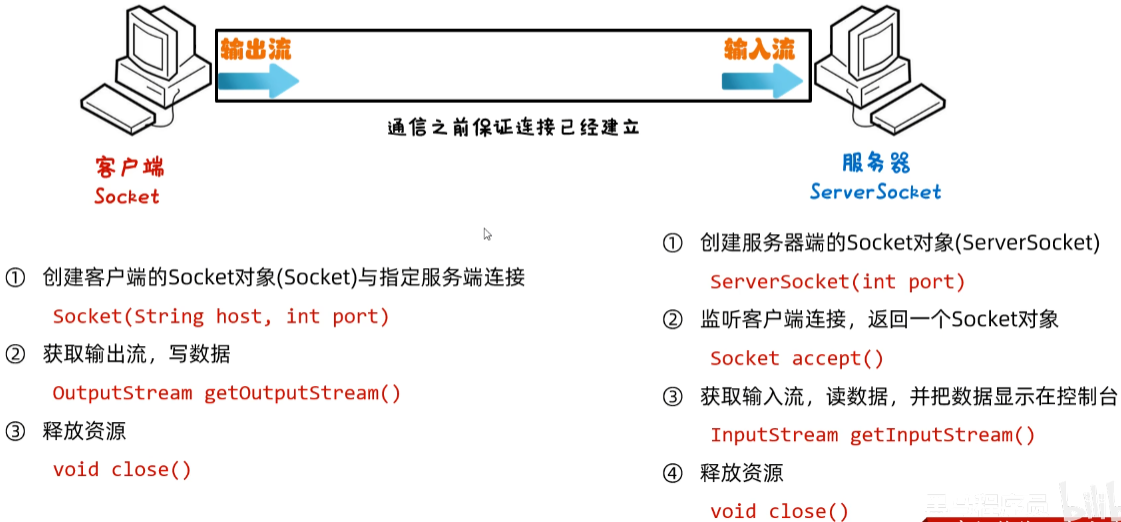 输出流
输入流
通信之前保证连接已经建立
客户端
Socket
服务器
ServerSocket
① 创建客户端的Socket对象(Socket)与指定服务端连接
Socket(String host, int port)
② 获取输出流，写数据
OutputStream getOutputStream()
③ 释放资源
void close()
① 创建服务器端的Socket对象(ServerSocket)
ServerSocket(int port)
② 监听客户端连接，返回一个Socket对象
Socket accept()
③ 获取输入流，读数据，并把数据显示在控制台
InputStream getInputStream()
④ 释放资源
void close()